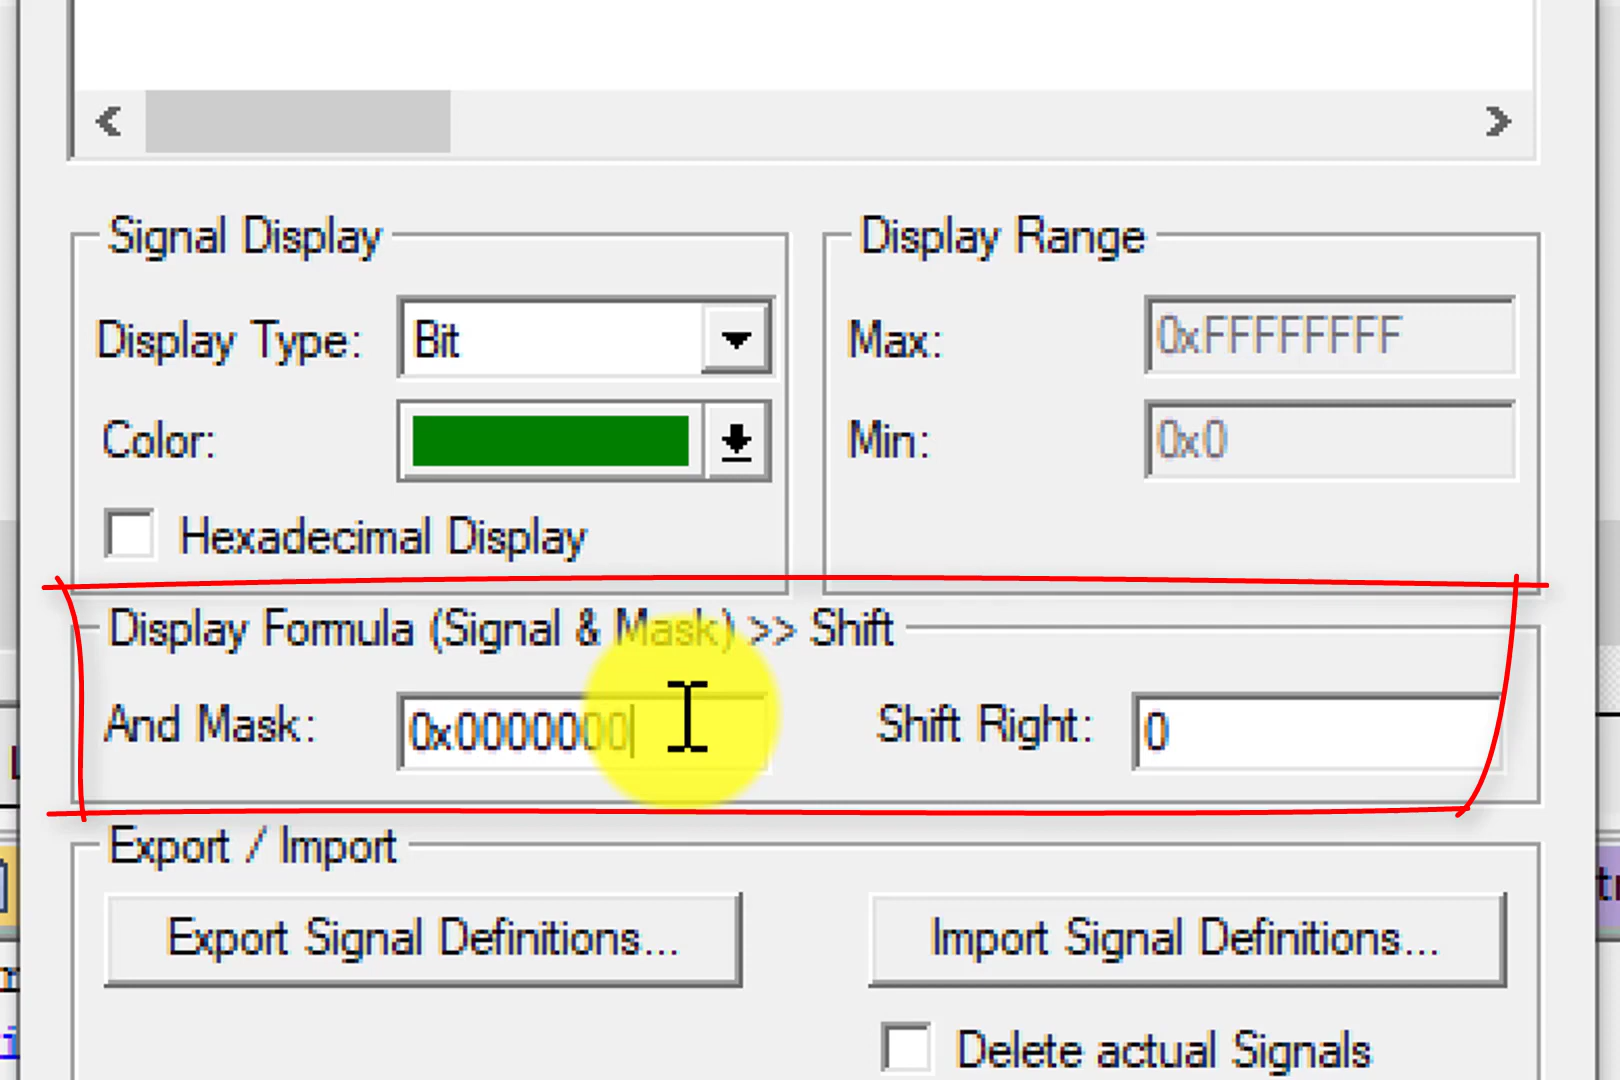 Signal Display
Display Range
Display Type: Bit
Max: 0xFFFFFFFF
Color:
Min: 0x0
Hexadecimal Display
Display Formula (Signal & Mask) >> Shift
And Mask: 0x0000000
Shift Right: 0
Export / Import
Export Signal Definitions...
Import Signal Definitions...
Delete actual Signals